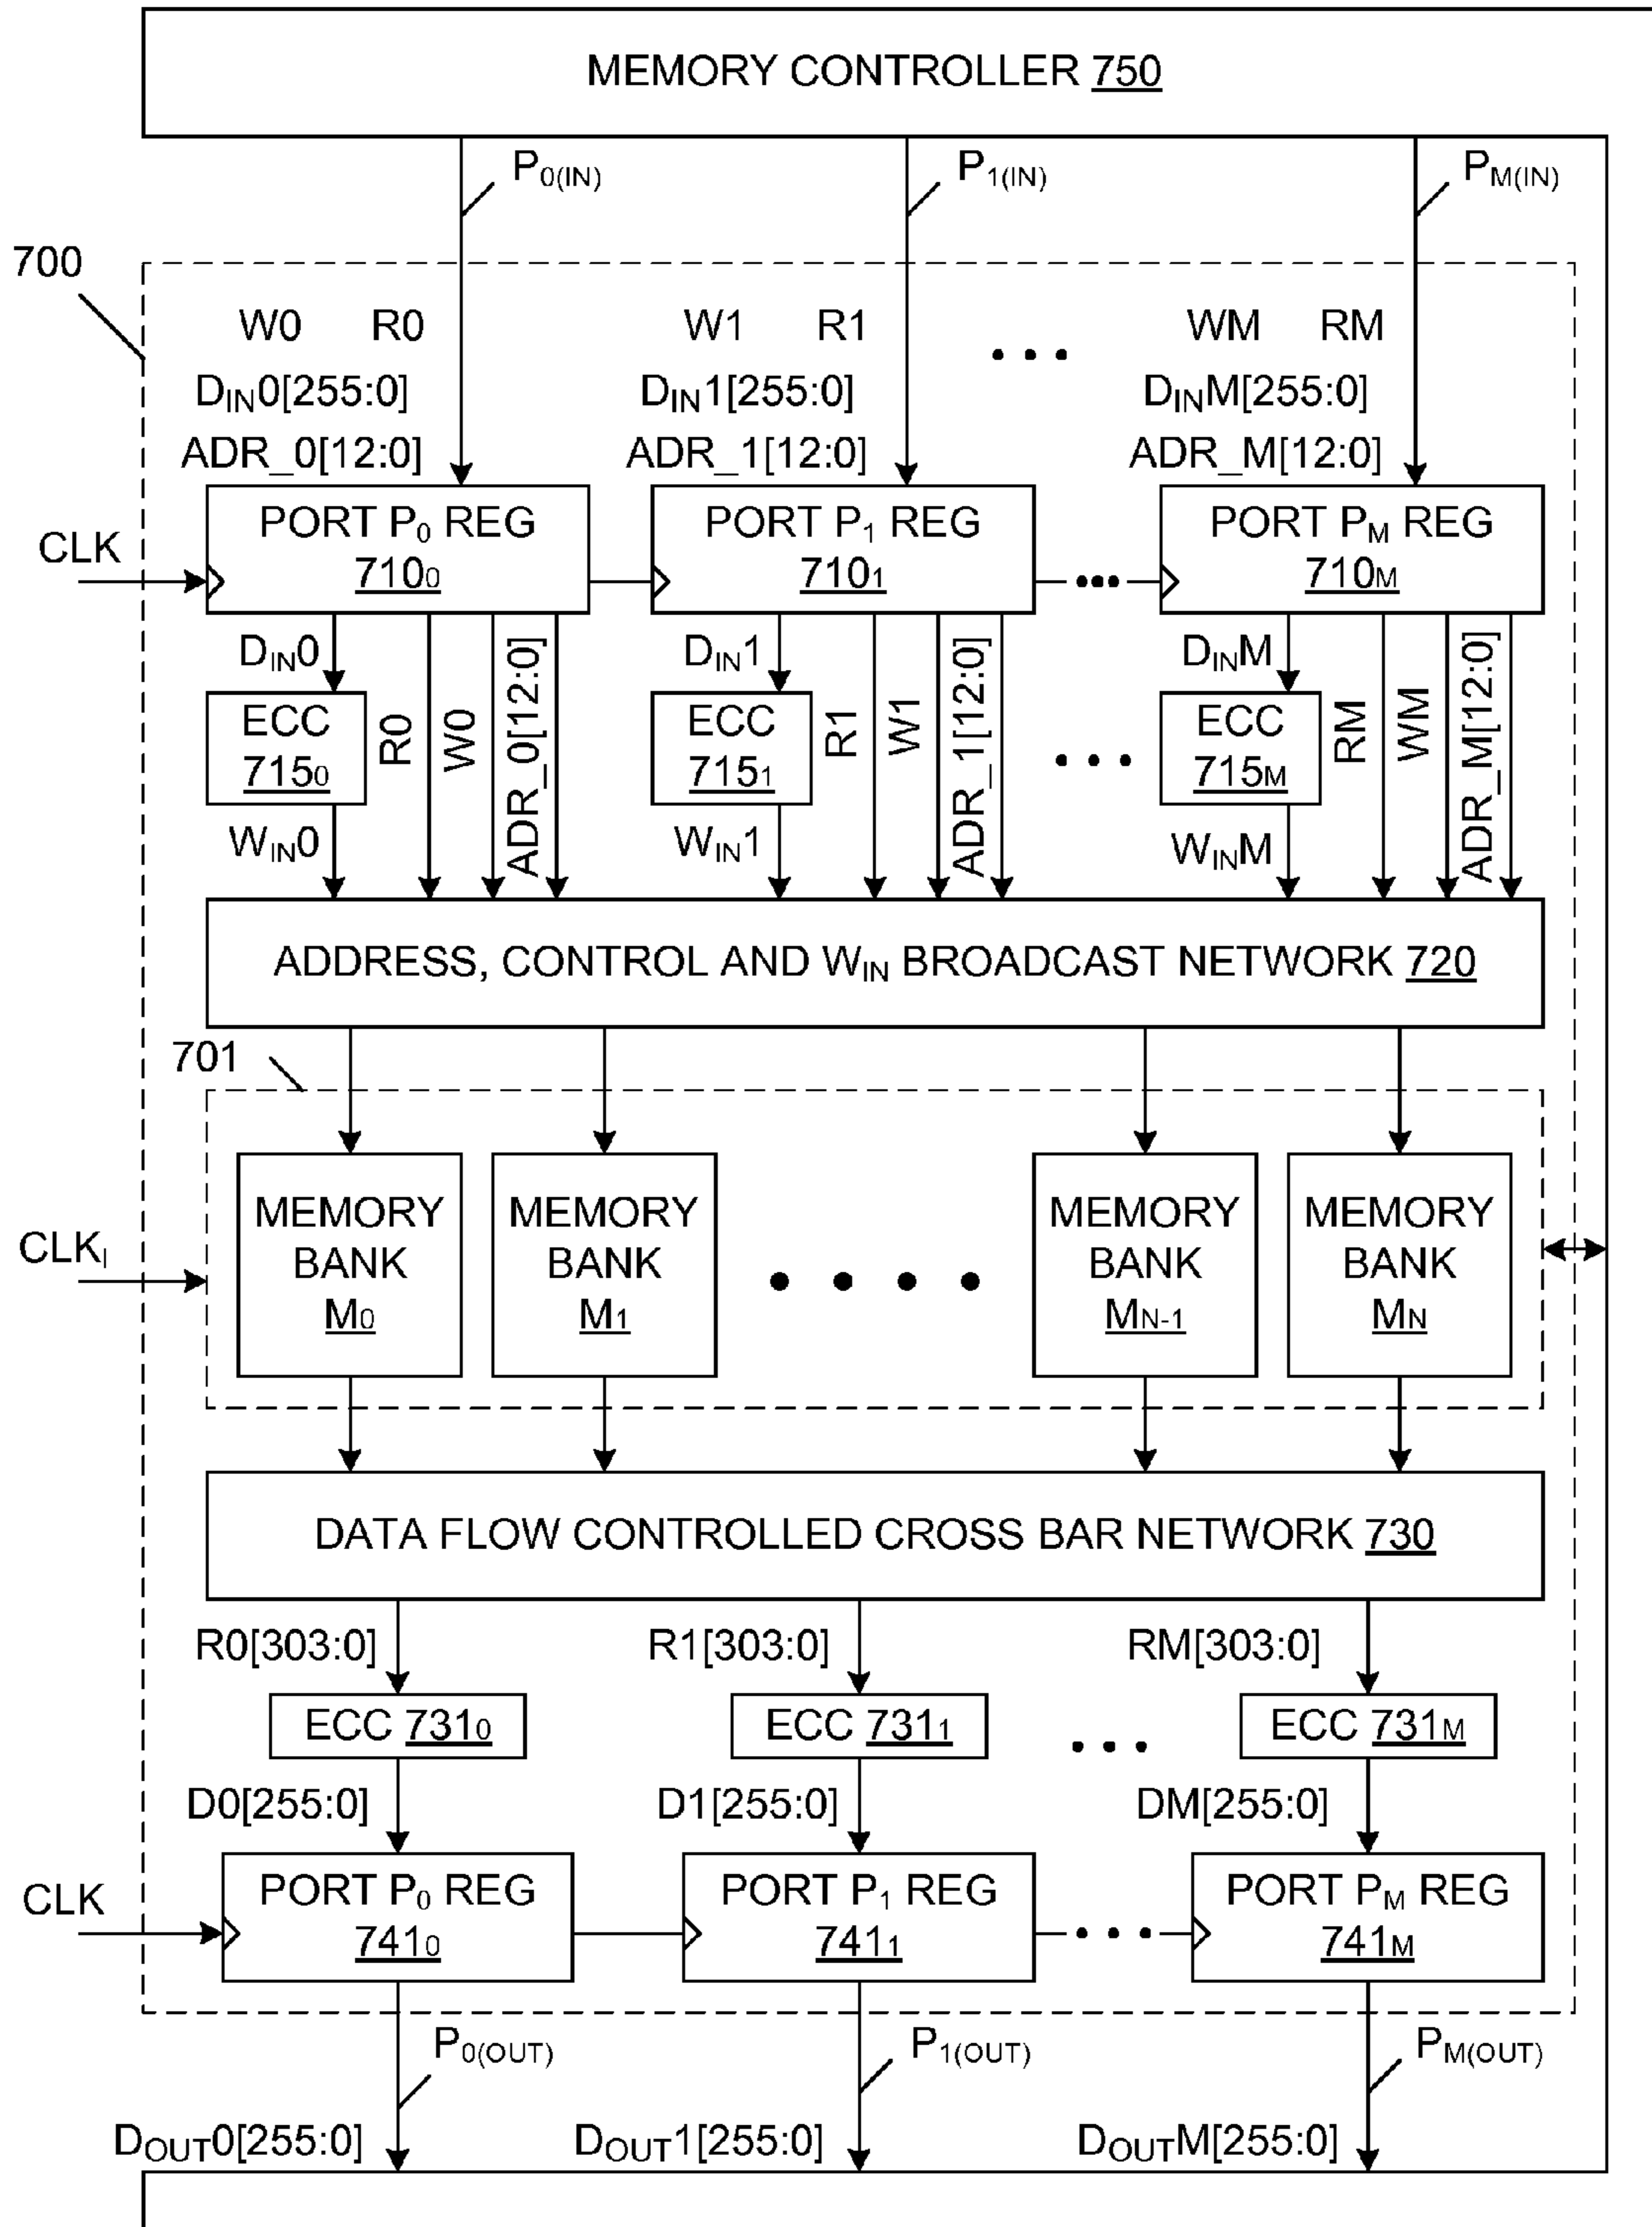 MEMORY CONTROLLER 750
P0(IN) P1(IN) PM(IN)
700
W0 R0 W1 R1 WM RM
DIN0[255:0] DIN1[255:0] DINM[255:0]
ADR_0[12:0] ADR_1[12:0] ADR_M[12:0]
CLK
PORT P0 REG
7100
PORT P1 REG
7101
PORT PM REG
710M
DIN0 R0 W0 ADR_0[12:0]
DIN1 R1 W1 ADR_1[12:0]
DINM RM WM ADR_M[12:0]
ECC
7150
ECC
7151
ECC
715M
WIN0 WIN1 WINM
ADDRESS, CONTROL AND WIN BROADCAST NETWORK 720
701
CLKI
MEMORY
BANK
M0
MEMORY
BANK
M1
MEMORY
BANK
MN-1
MEMORY
BANK
MN
DATA FLOW CONTROLLED CROSS BAR NETWORK 730
R0[303:0] R1[303:0] RM[303:0]
ECC 7310 ECC 7311 ECC 731M
D0[255:0] D1[255:0] DM[255:0]
CLK
PORT P0 REG
7410
PORT P1 REG
7411
PORT PM REG
741M
P0(OUT) P1(OUT) PM(OUT)
DOUT0[255:0] DOUT1[255:0] DOUTM[255:0]